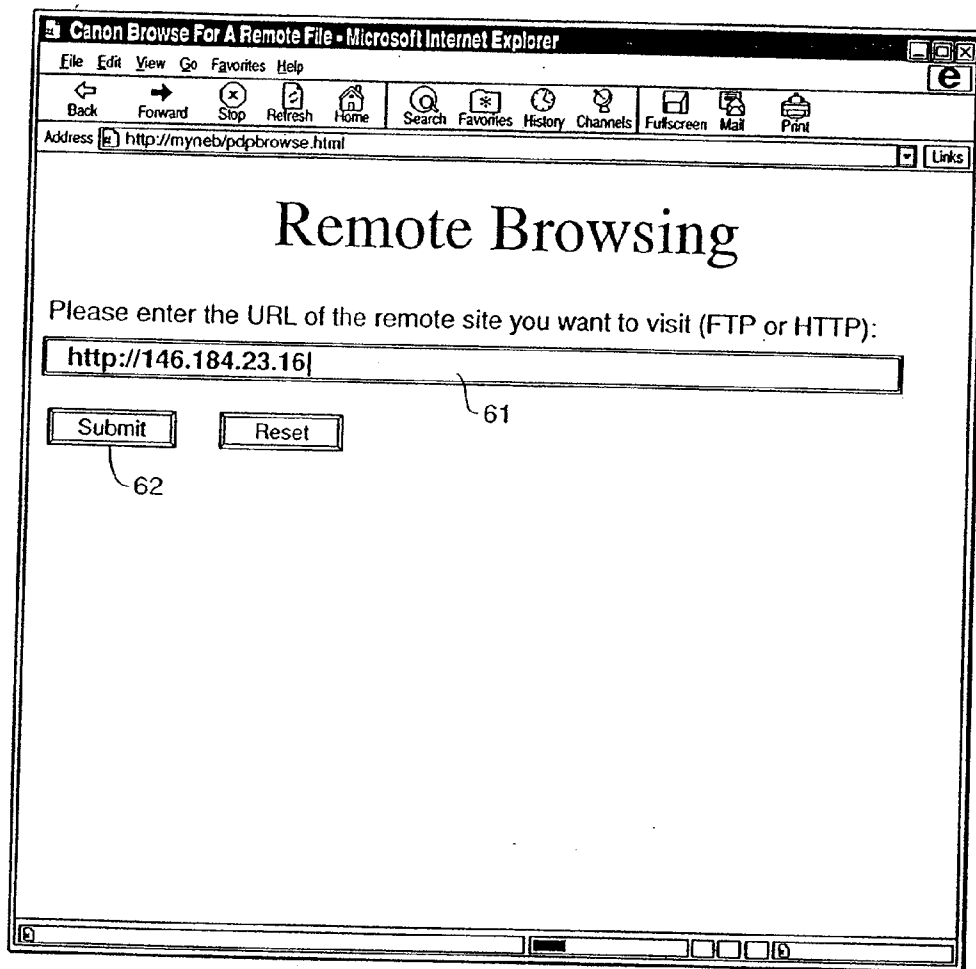 Canon Browse For A Remote File - Microsoft Internet Explorer
File Edit View Go Favorites Help
Back Forward Stop Refresh Home Search Favorites History Channels Fullscreen Mail Print
Address http://myneb/pdpbrowse.html Links
Remote Browsing
Please enter the URL of the remote site you want to visit (FTP or HTTP):
http://146.184.23.16
61
Submit Reset
62